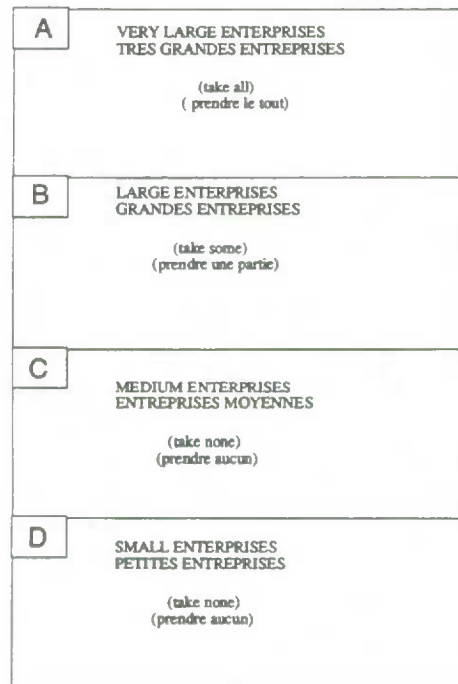 A
VERY LARGE ENTERPRISES
TRES GRANDES ENTREPRISES
(take all)
( prendre le tout)
B
LARGE ENTERPRISES
GRANDES ENTREPRISES
(take some)
(prendre une partie)
C
MEDIUM ENTERPRISES
ENTREPRISES MOYENNES
(take none)
(prendre aucun)
D
SMALL ENTERPRISES
PETITES ENTREPRISES
(take none)
(prendre aucun)